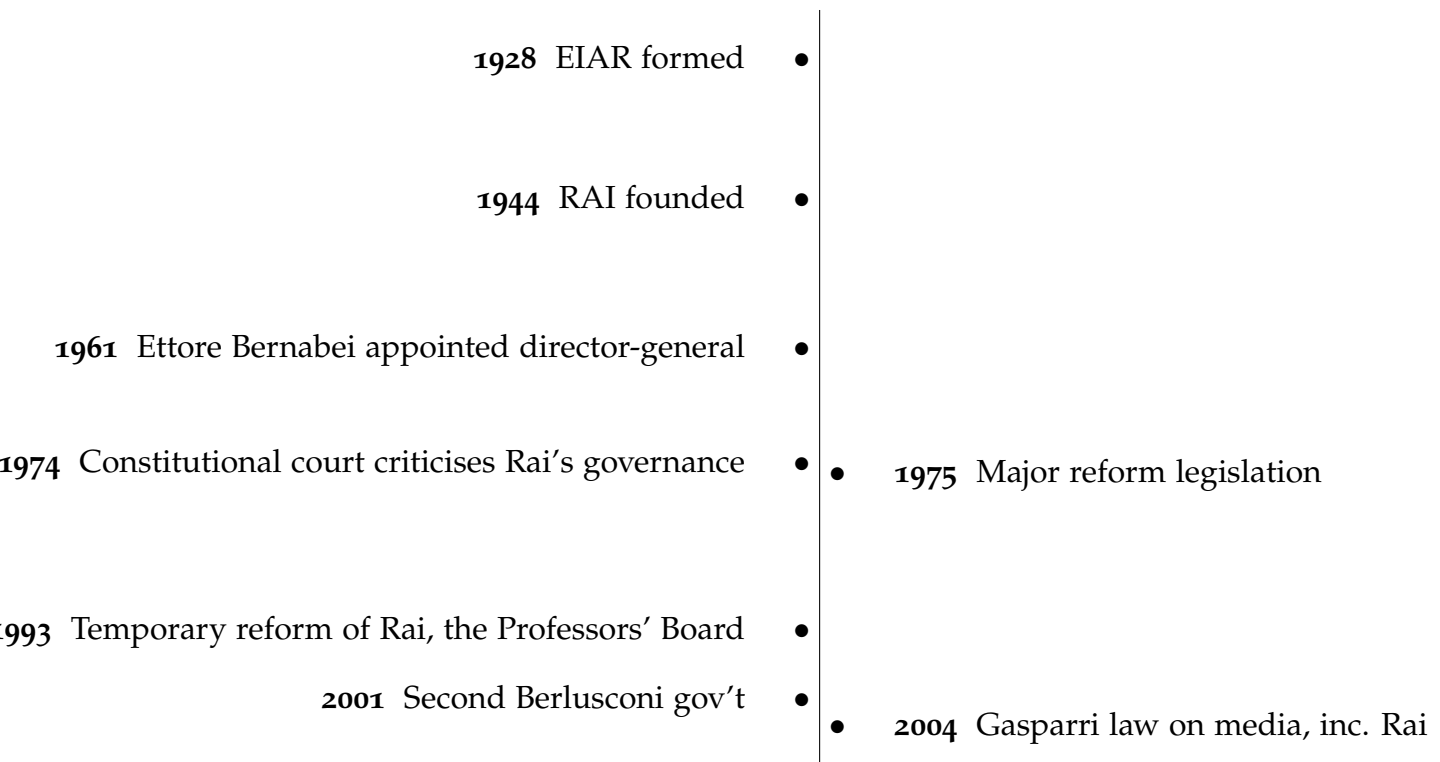 1928 EIAR formed
1944 RAI founded
1961 Ettore Bernabei appointed director-general
1974 Constitutional court criticises Rai's governance
1975 Major reform legislation
1993 Temporary reform of Rai, the Professors' Board
2001 Second Berlusconi gov't
2004 Gasparri law on media, inc. Rai